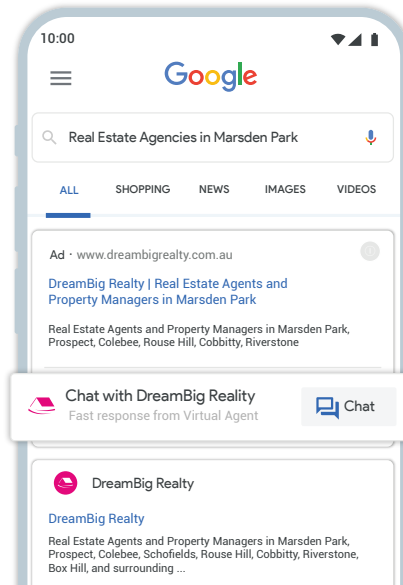 10:00
Google
Real Estate Agencies in Marsden Park
ALL SHOPPING NEWS IMAGES VIDEOS
Ad · www.dreambigrealty.com.au
DreamBig Realty | Real Estate Agents and
Property Managers in Marsden Park
Real Estate Agents and Property Managers in Marsden Park,
Prospect, Colebee, Rouse Hill, Cobbitty, Riverstone
Chat with DreamBig Reality
Fast response from Virtual Agent
Chat
DreamBig Realty
DreamBig Realty
Real Estate Agents and Property Managers in Marsden Park,
Prospect, Colebee, Schofields, Rouse Hill, Cobbitty, Riverstone,
Box Hill, and surrounding ...